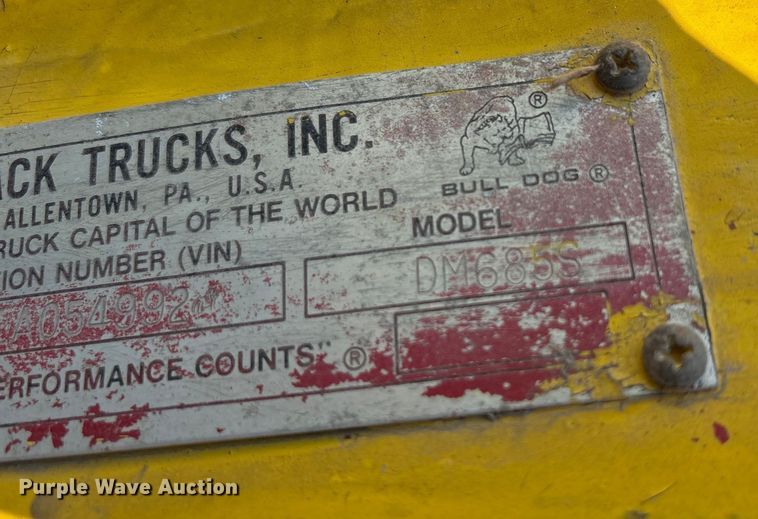 ACK TRUCKS, INC.
ALLENTOWN, PA., U.S.A.
RUCK CAPITAL OF THE WORLD
ION NUMBER (VIN)
®
BULL DOG ®
MODEL
DM685S
ERFORMANCE COUNTS" ®
Purple Wave Auction